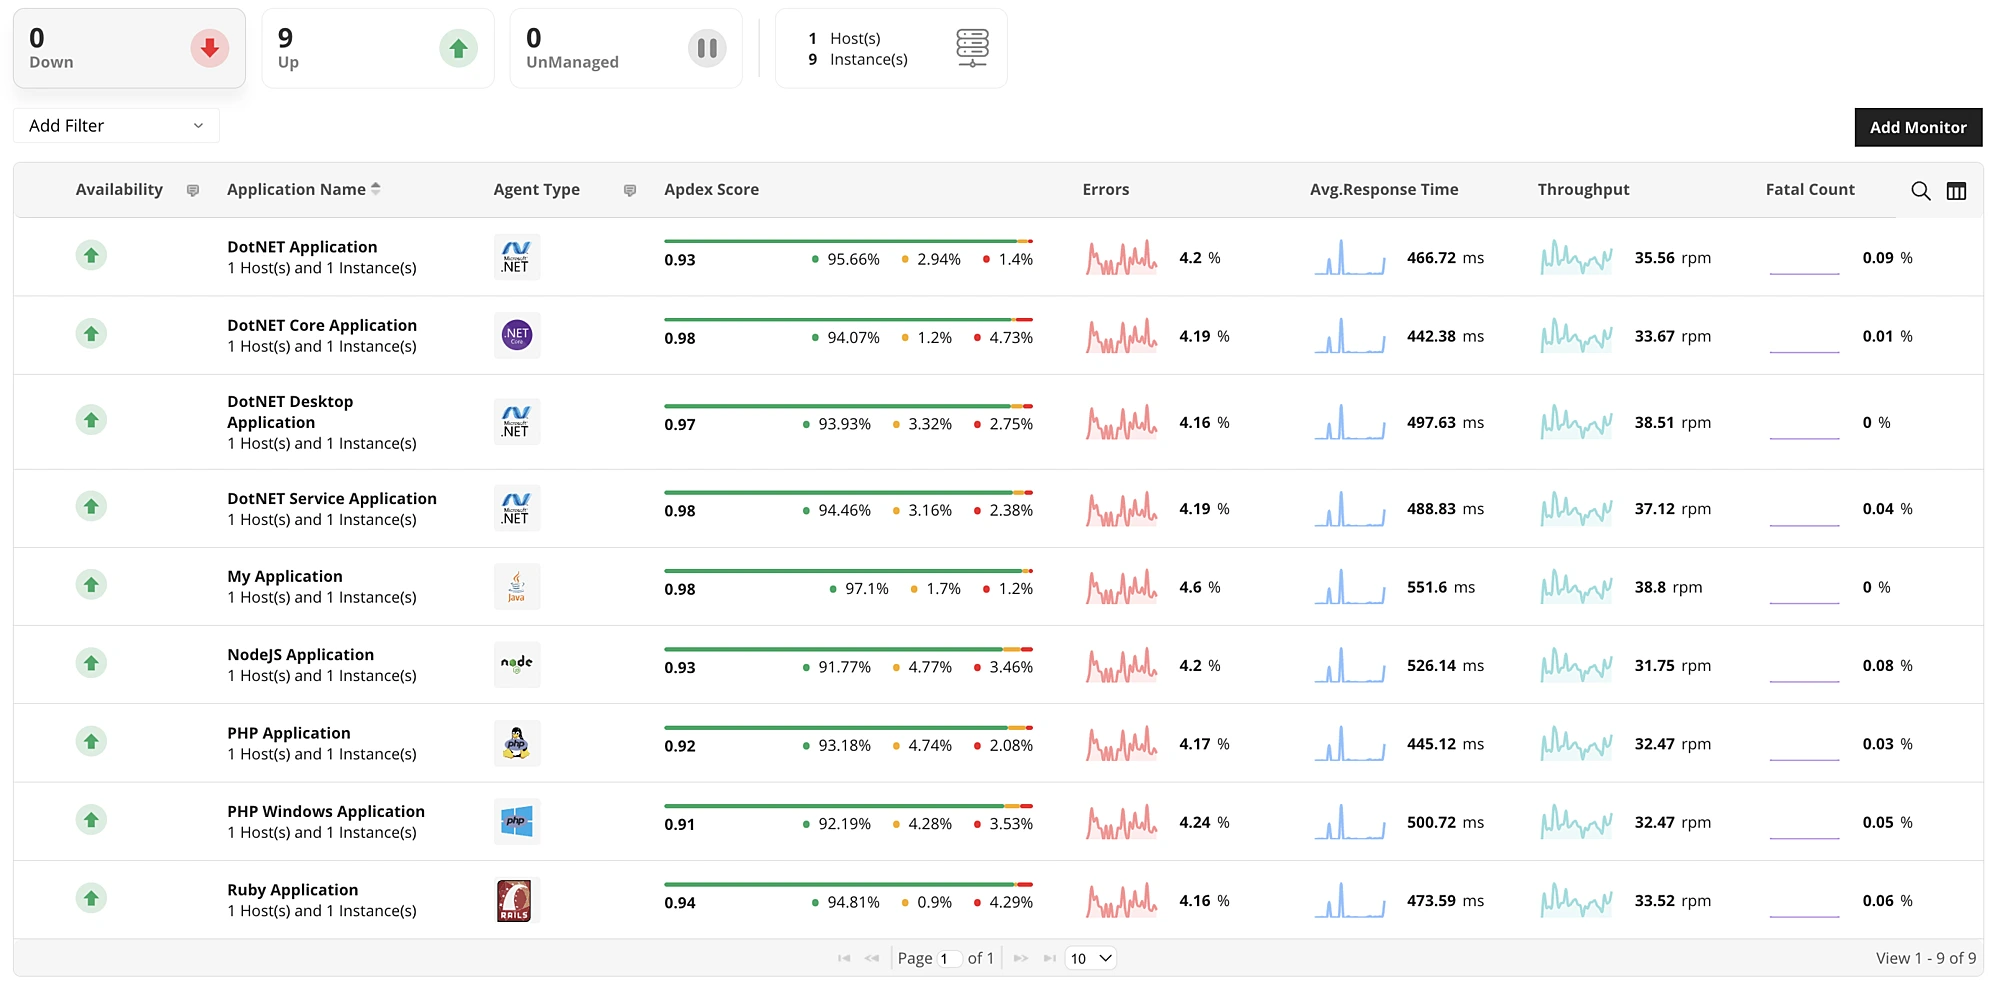 0
Down
9
Up
0
UnManaged
1 Host(s)
9 Instance(s)
Add Filter
Add Monitor
Availability Application Name Agent Type Apdex Score Errors Avg.Response Time Throughput Fatal Count
DotNET Application
1 Host(s) and 1 Instance(s)
Microsoft
.NET
0.93 95.66% 2.94% 1.4% 4.2 % 466.72 ms 35.56 rpm 0.09 %
DotNET Core Application
1 Host(s) and 1 Instance(s)
.NET
Core
0.98 94.07% 1.2% 4.73% 4.19 % 442.38 ms 33.67 rpm 0.01 %
DotNET Desktop
Application
1 Host(s) and 1 Instance(s)
Microsoft
.NET
0.97 93.93% 3.32% 2.75% 4.16 % 497.63 ms 38.51 rpm 0 %
DotNET Service Application
1 Host(s) and 1 Instance(s)
Microsoft
.NET
0.98 94.46% 3.16% 2.38% 4.19 % 488.83 ms 37.12 rpm 0.04 %
My Application
1 Host(s) and 1 Instance(s)
Java
0.98 97.1% 1.7% 1.2% 4.6 % 551.6 ms 38.8 rpm 0 %
NodeJS Application
1 Host(s) and 1 Instance(s)
node
0.93 91.77% 4.77% 3.46% 4.2 % 526.14 ms 31.75 rpm 0.08 %
PHP Application
1 Host(s) and 1 Instance(s)
php
0.92 93.18% 4.74% 2.08% 4.17 % 445.12 ms 32.47 rpm 0.03 %
PHP Windows Application
1 Host(s) and 1 Instance(s)
php
0.91 92.19% 4.28% 3.53% 4.24 % 500.72 ms 32.47 rpm 0.05 %
Ruby Application
1 Host(s) and 1 Instance(s)
RAILS
0.94 94.81% 0.9% 4.29% 4.16 % 473.59 ms 33.52 rpm 0.06 %
Page 1 of 1 10 View 1 - 9 of 9